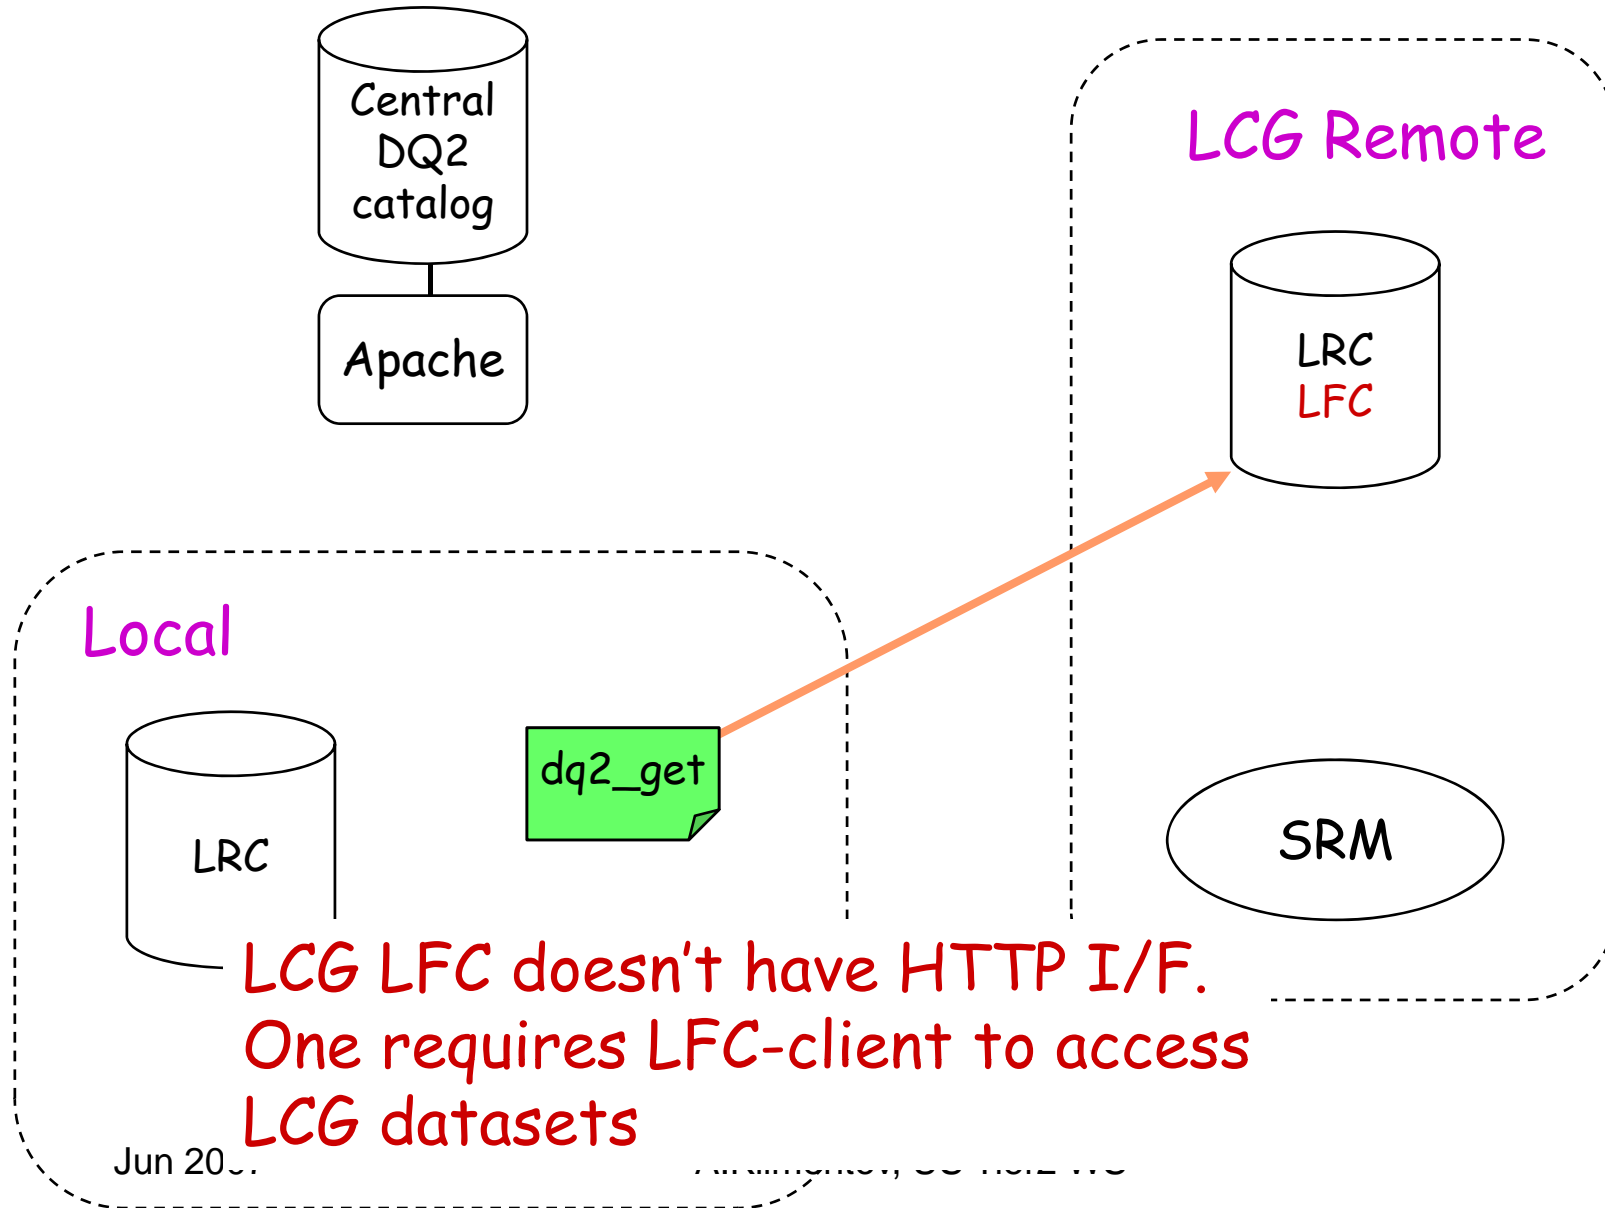 Central
DQ2
catalog
Apache
LCG Remote
LRC
LFC
Local
LRC
dq2_get
SRM
LCG LFC doesn't have HTTP I/F.
One requires LFC-client to access
LCG datasets
Jun